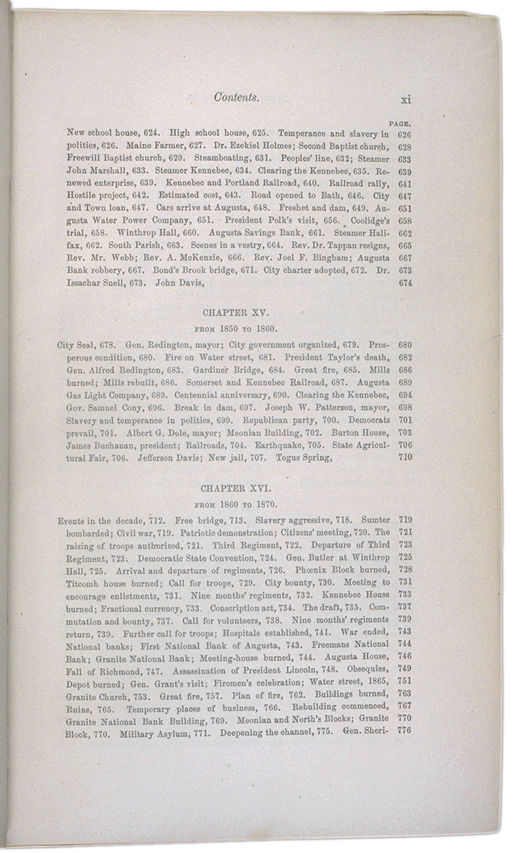 Contents. xi
PAGE.
New school house, 624. High school house, 625. Temperance and slavery in 626
politics, 626. Maine Farmer, 627. Dr. Ezekiel Holmes; Second Baptist church, 628
Freewill Baptist church, 629. Steamboating, 631. Peoples' line, 632; Steamer 633
John Marshall, 633. Steamer Kennebec, 634. Clearing the Kennebec, 635. Re- 639
newed enterprise, 639. Kennebec and Portland Railroad, 640. Railroad rally, 641
Hostile project, 642. Estimated cost, 643. Road opened to Bath, 646. City 647
and Town loan, 647. Cars arrive at Augusta, 648. Freshet and dam, 649. Au- 651
gusta Water Power Company, 651. President Polk's visit, 656. Coolidge's 658
trial, 658. Winthrop Hall, 660. Augusta Savings Bank, 661. Steamer Hali- 662
fax, 662. South Parish, 663. Scenes in a vestry, 664. Rev. Dr. Tappan resigns, 665
Rev. Mr. Webb; Rev. A. McKenzie, 666. Rev. Joel F. Bingham; Augusta 667
Bank robbery, 667. Bond's Brook bridge, 671. City charter adopted, 672. Dr. 673
Issachar Snell, 673. John Davis, 674
CHAPTER XV.
FROM 1850 TO 1860.
City Seal, 678. Gen. Redington, mayor; City government organized, 679. Pros- 680
perous condition, 680. Fire on Water street, 681. President Taylor's death, 682
Gen. Alfred Redington, 683. Gardiner Bridge, 684. Great fire, 685. Mills 686
burned; Mills rebuilt, 686. Somerset and Kennebec Railroad, 687. Augusta 689
Gas Light Company, 689. Centennial anniversary, 690. Clearing the Kennebec, 694
Gov. Samuel Cony, 696. Break in dam, 697. Joseph W. Patterson, mayor, 698
Slavery and temperance in politics, 699. Republican party, 700. Democrats 701
prevail, 701. Albert G. Dole, mayor; Meonian Building, 702. Burton House, 703
James Buchanan, president; Railroads, 704. Earthquake, 705. State Agricul- 706
tural Fair, 706. Jefferson Davis; New jail, 707. Togus Spring, 710
CHAPTER XVI.
FROM 1860 TO 1870.
Events in the decade, 712. Free bridge, 713. Slavery aggressive, 718. Sumter 719
bombarded; Civil war, 719. Patriotic demonstration; Citizens' meeting, 720. The 721
raising of troops authorized, 721. Third Regiment, 722. Departure of Third 723
Regiment, 723. Democratic State Convention, 724. Gen. Butler at Winthrop 725
Hall, 725. Arrival and departure of regiments, 726. Phœnix Block burned, 728
Titcomb house burned; Call for troops, 729. City bounty, 730. Meeting to 731
encourage enlistments, 731. Nine months' regiments, 732. Kennebec House 733
burned; Fractional currency, 733. Conscription act, 734. The draft, 735. Com- 737
mutation and bounty, 737. Call for volunteers, 738. Nine months' regiments 739
return, 739. Further call for troops; Hospitals established, 741. War ended, 743
National banks; First National Bank of Augusta, 743. Freemans National 744
Bank; Granite National Bank; Meeting-house burned, 744. Augusta House, 746
Fall of Richmond, 747. Assassination of President Lincoln, 748. Obsequies, 749
Depot burned; Gen. Grant's visit; Firemen's celebration; Water street, 1865, 751
Granite Church, 753. Great fire, 757. Plan of fire, 762. Buildings burned, 763
Ruins, 765. Temporary places of business, 766. Rebuilding commenced, 767
Granite National Bank Building, 769. Meonian and North's Blocks; Granite 770
Block, 770. Military Asylum, 771. Deepening the channel, 775. Gen. Sheri- 776